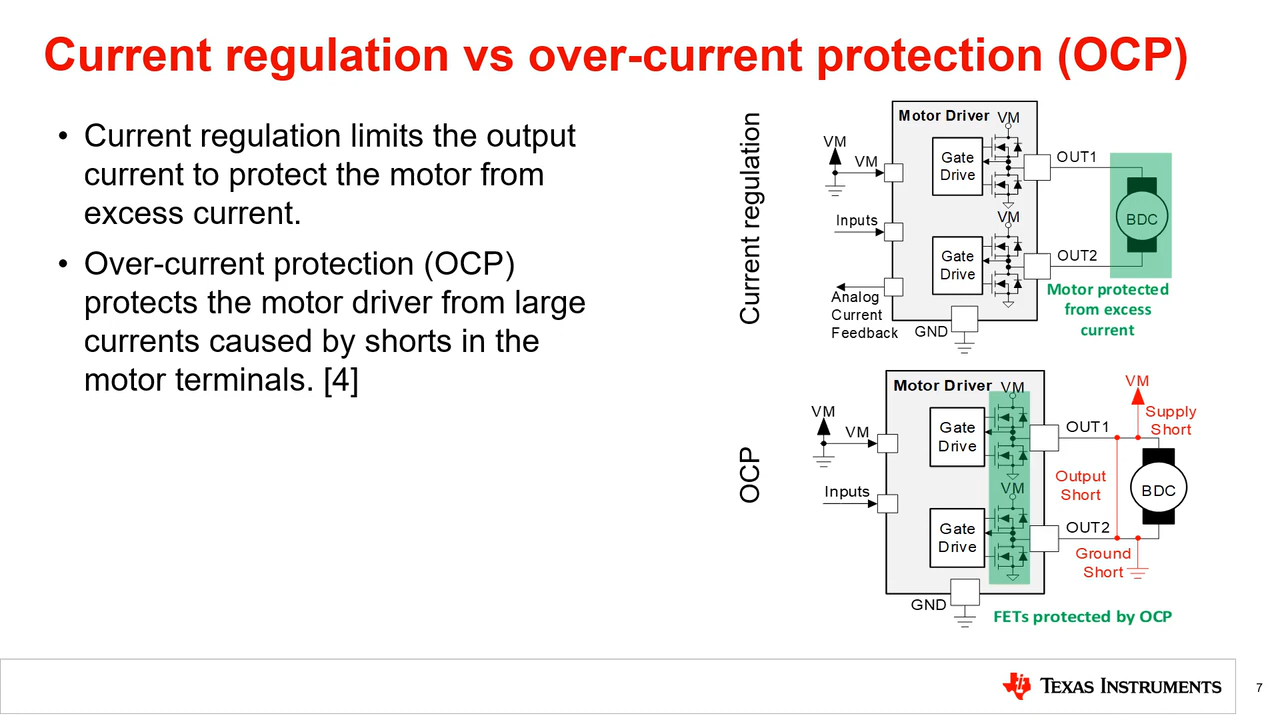 Current regulation vs over-current protection (OCP)
• Current regulation limits the output
current to protect the motor from
excess current.
• Over-current protection (OCP)
protects the motor driver from large
currents caused by shorts in the
motor terminals. [4]
Current regulation
Motor Driver
VM
VM
VM
Gate
Drive
OUT1
Inputs
VM
BDC
Gate
Drive
OUT2
Analog
Current
Feedback
GND
Motor protected
from excess
current
OCP
Motor Driver
VM
VM
VM
Gate
Drive
OUT1
VM
Supply
Short
Inputs
VM
Output
Short
BDC
Gate
Drive
OUT2
Ground
Short
GND
FETs protected by OCP
TEXAS INSTRUMENTS
7